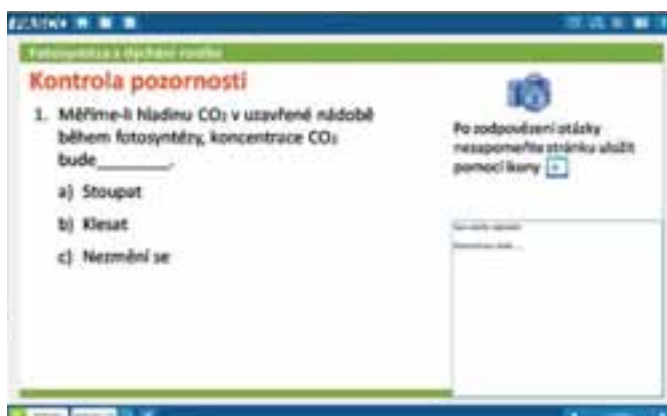 PASCO
Fotosyntéza a dýchání rostlin
Kontrola pozornosti
1. Měříme-li hladinu CO₂ v uzavřené nádobě
během fotosyntézy, koncentrace CO₂
bude________.
a) Stoupat
b) Klesat
c) Nezmění se
Po zodpovězení otázky
nezapomeňte stránku uložit
pomocí ikony